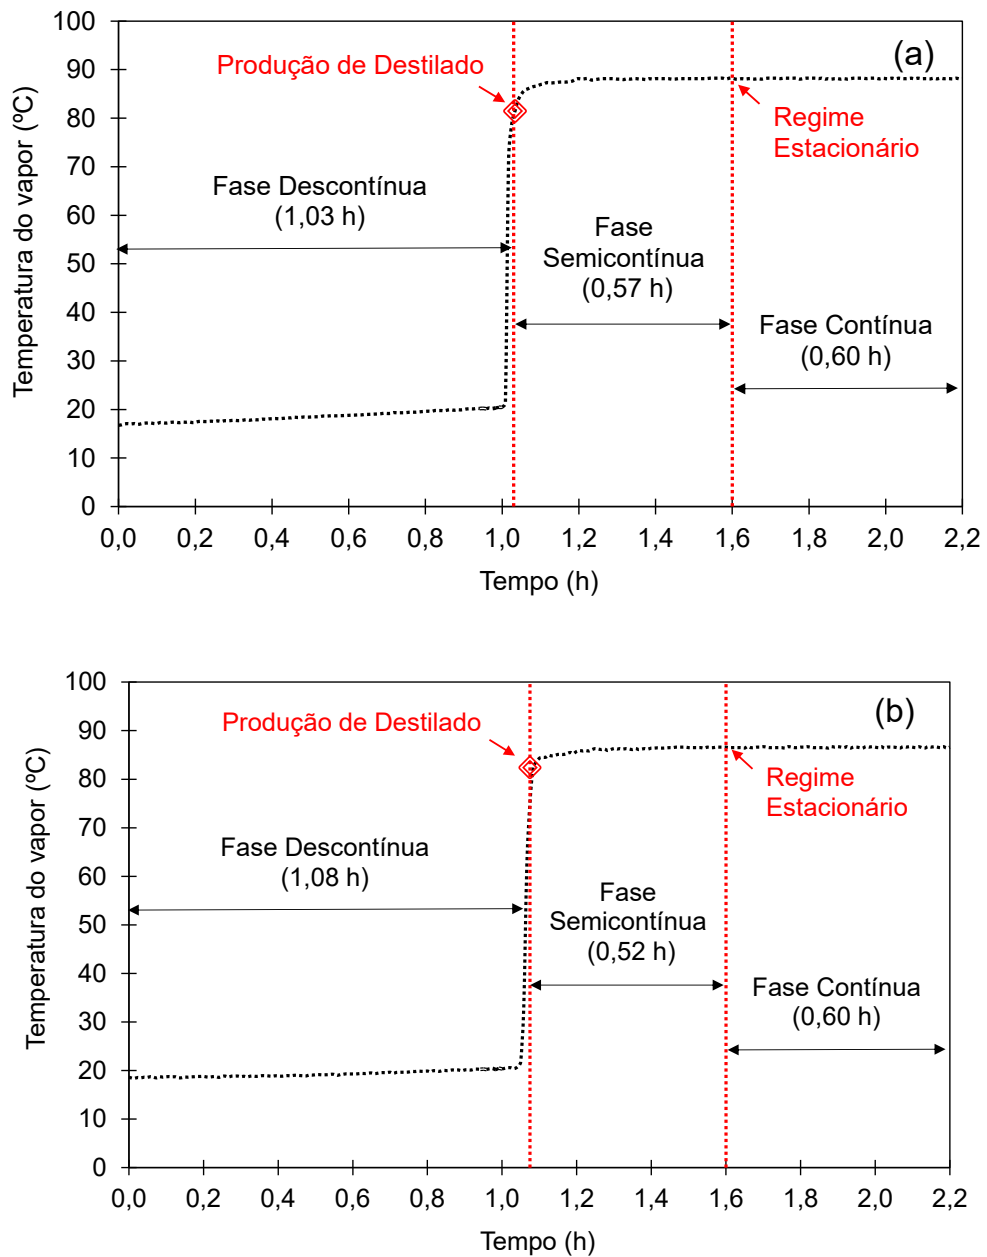 (a)
100
90
80
70
60
50
40
30
20
10
0
Temperatura do vapor (ºC)
Produção de Destilado
Regime
Estacionário
Fase Descontínua
(1,03 h)
Fase
Semicontínua
(0,57 h)
Fase Contínua
(0,60 h)
0,0 0,2 0,4 0,6 0,8 1,0 1,2 1,4 1,6 1,8 2,0 2,2
Tempo (h)
(b)
100
90
80
70
60
50
40
30
20
10
0
Temperatura do vapor (ºC)
Produção de Destilado
Regime
Estacionário
Fase Descontínua
(1,08 h)
Fase
Semicontínua
(0,52 h)
Fase Contínua
(0,60 h)
0,0 0,2 0,4 0,6 0,8 1,0 1,2 1,4 1,6 1,8 2,0 2,2
Tempo (h)